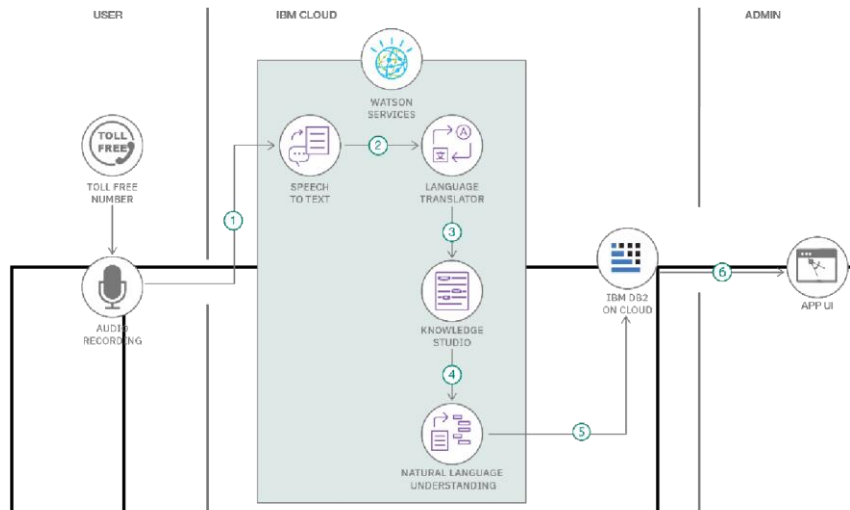 USER
IBM CLOUD
ADMIN
WATSON
SERVICES
TOLL
FREE
TOLL FREE
NUMBER
1
SPEECH
TO TEXT
2
A
文
LANGUAGE
TRANSLATOR
3
AUDIO
RECORDING
KNOWLEDGE
STUDIO
4
NATURAL LANGUAGE
UNDERSTANDING
5
IBM DB2
ON CLOUD
6
APP UI